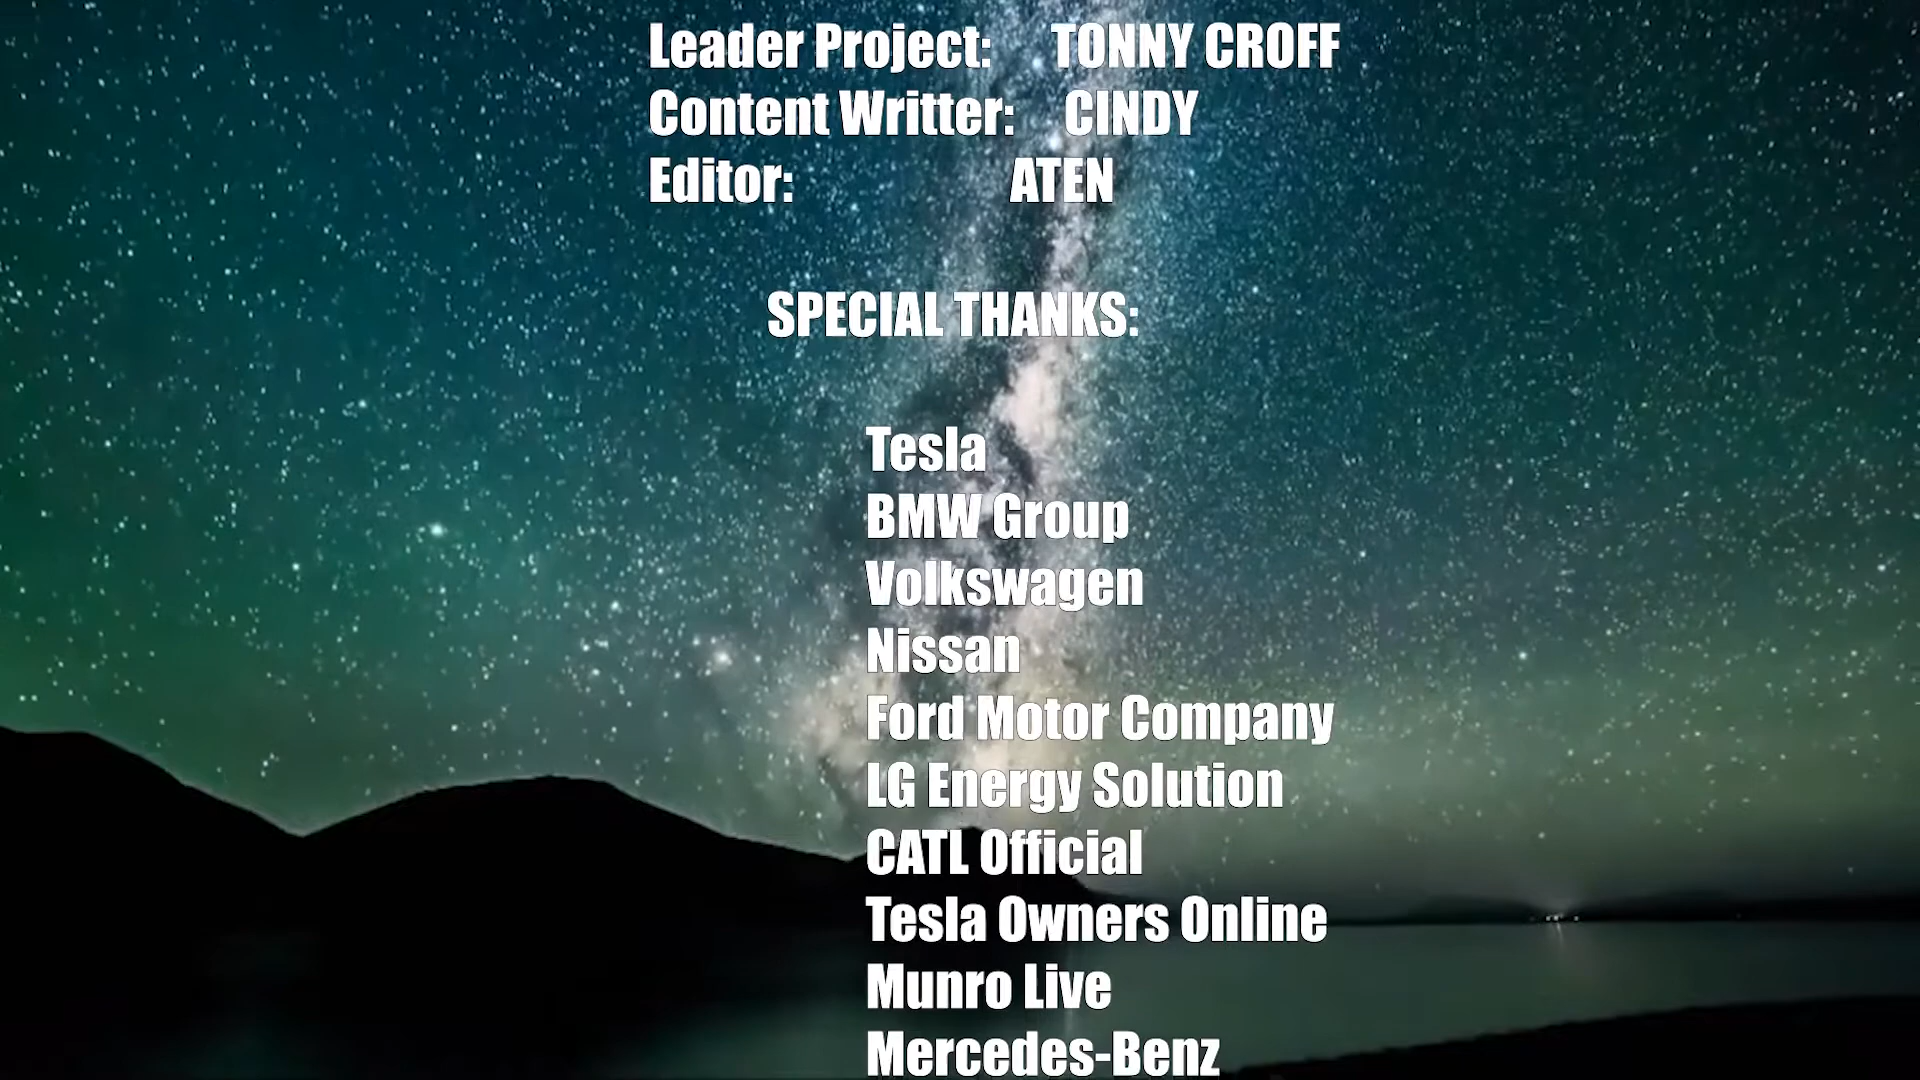 Leader Project: TONNY CROFF
Content Writter: CINDY
Editor: ATEN
SPECIAL THANKS:
Tesla
BMW Group
Volkswagen
Nissan
Ford Motor Company
LG Energy Solution
CATL Official
Tesla Owners Online
Munro Live
Mercedes-Benz